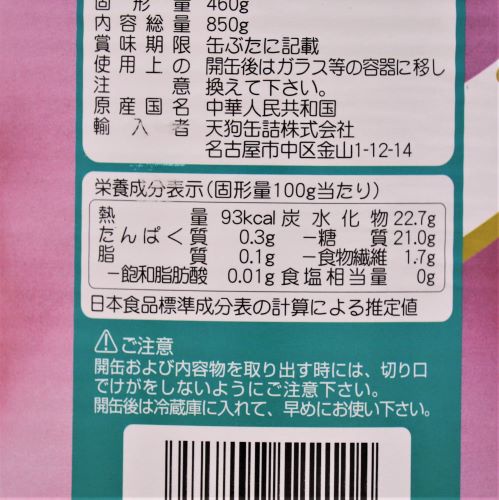 固形量 460g
内容総量 850g
賞味期限 缶ぶたに記載
使用上の 開缶後はガラス等の容器に移し
注意 換えて下さい。
原産国名 中華人民共和国
輸入者 天狗缶詰株式会社
名古屋市中区金山1-12-14
栄養成分表示(固形量100g当たり)
熱量 93kcal 炭水化物 22.7g
たんぱく質 0.3g −糖質 21.0g
脂質 0.1g −食物繊維 1.7g
−飽和脂肪酸 0.01g 食塩相当量 0g
日本食品標準成分表の計算による推定値
⚠ご注意
開缶および内容物を取り出す時には、切り口
でけがをしないようにご注意下さい。
開缶後は冷蔵庫に入れて、早めにお使い下さい。